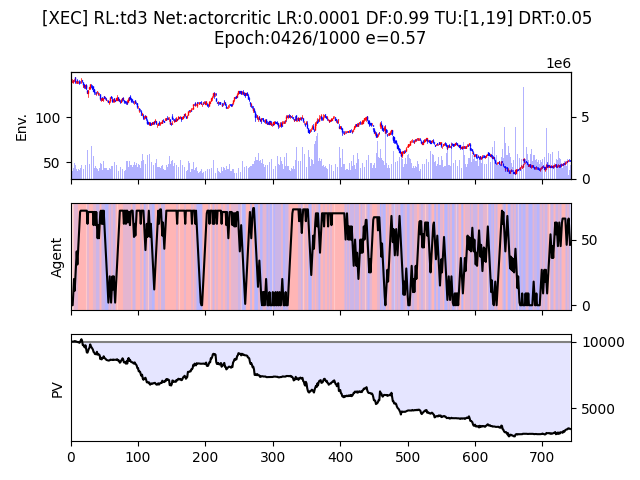 [XEC] RL:td3 Net:actorcritic LR:0.0001 DF:0.99 TU:[1,19] DRT:0.05
Epoch:0426/1000 e=0.57
1e6
Env.
100
50
5
0
Agent
50
0
PV
10000
5000
0 100 200 300 400 500 600 700